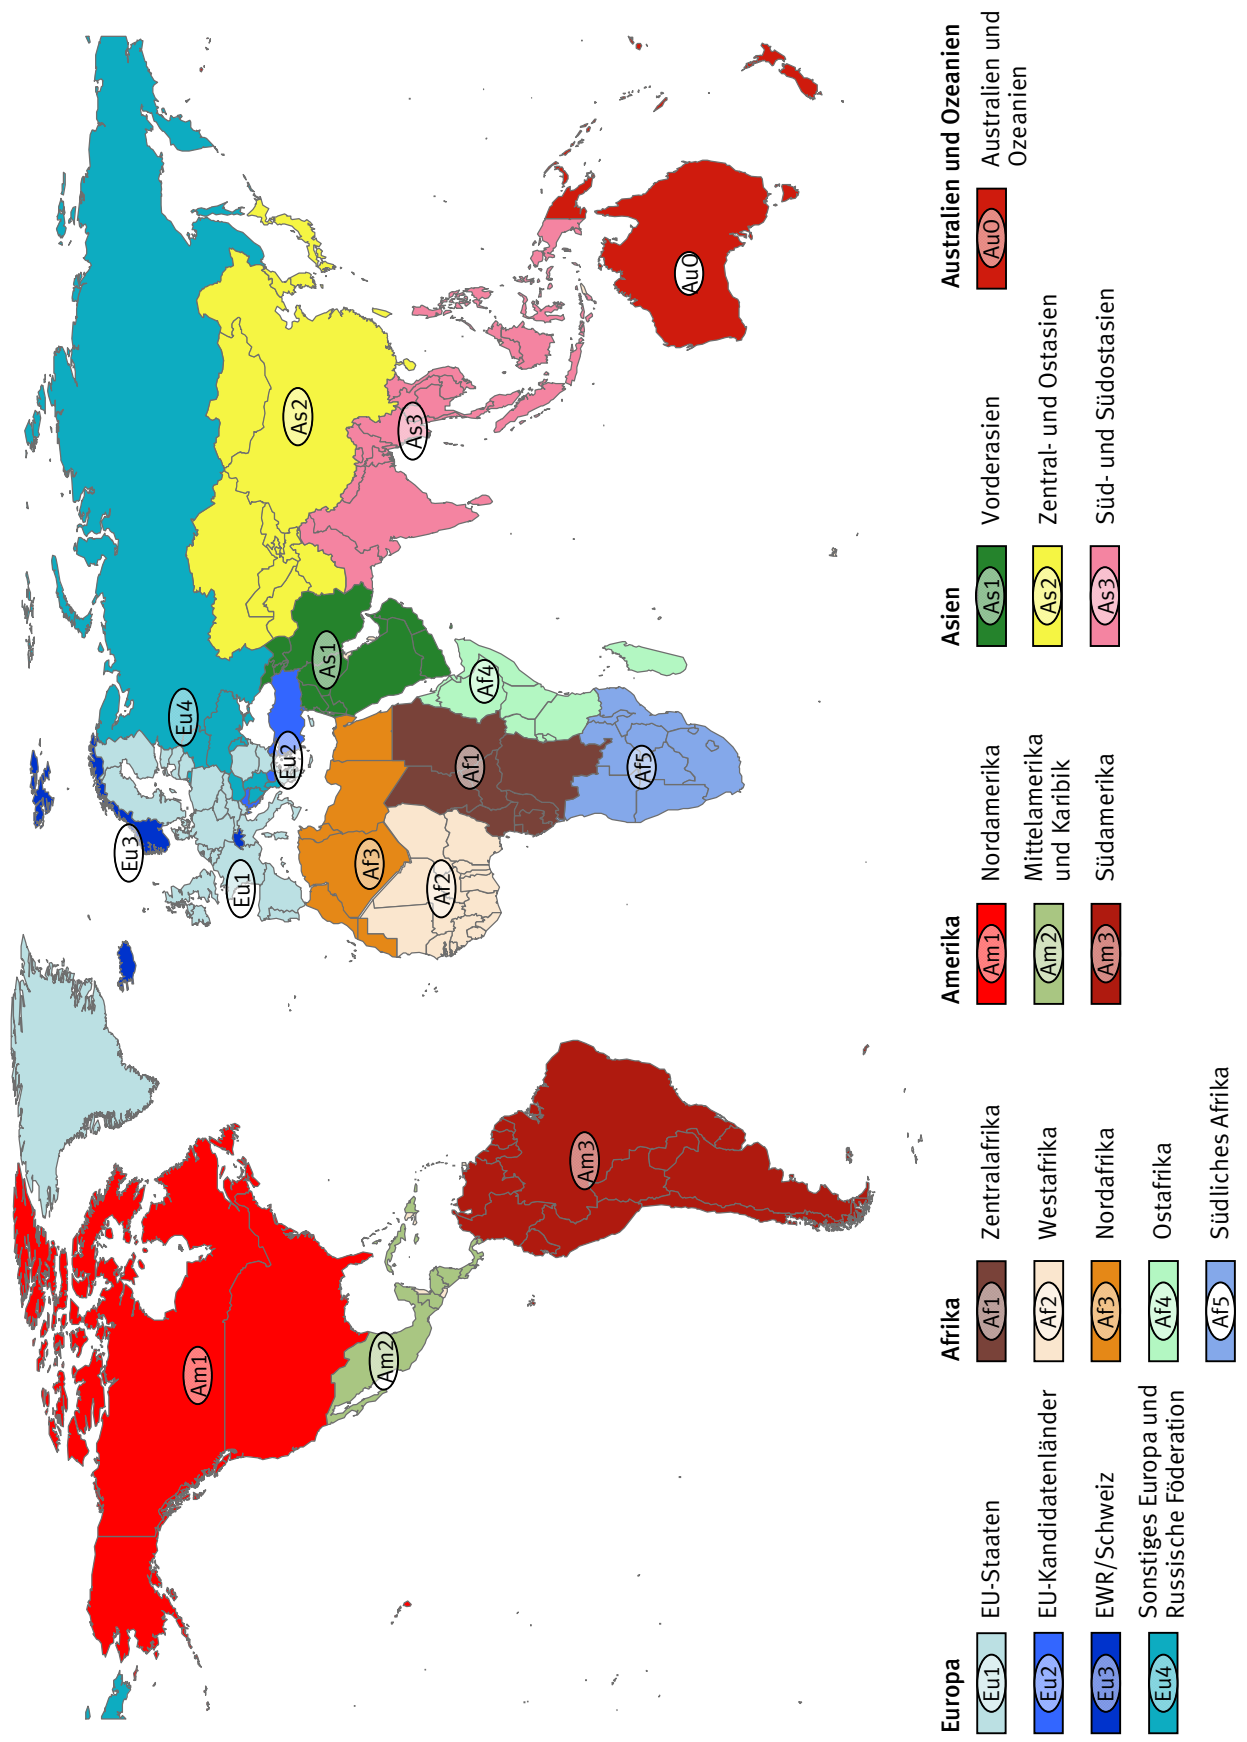 Am1
Am2
Am3
Eu3
Eu1
Eu4
Eu2
Af3
Af2
Af1
Af4
Af5
As1
As2
As3
AuO
Europa
Eu1 EU-Staaten
Eu2 EU-Kandidatenländer
Eu3 EWR/Schweiz
Eu4 Sonstiges Europa und
Russische Föderation
Afrika
Af1 Zentralafrika
Af2 Westafrika
Af3 Nordafrika
Af4 Ostafrika
Af5 Südliches Afrika
Amerika
Am1 Nordamerika
Am2 Mittelamerika
und Karibik
Am3 Südamerika
Asien
As1 Vorderasien
As2 Zentral- und Ostasien
As3 Süd- und Südostasien
Australien und Ozeanien
AuO Australien und
Ozeanien